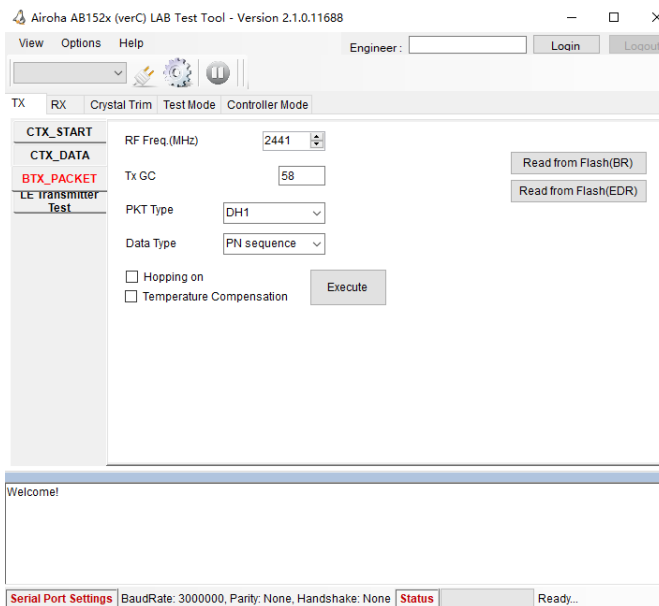 Airoha AB152x (verC) LAB Test Tool - Version 2.1.0.11688
View Options Help
Engineer :
Login
Logout
TX RX Crystal Trim Test Mode Controller Mode
CTX_START
CTX_DATA
BTX_PACKET
LE Transmitter
Test
RF Freq.(MHz) 2441
Tx GC 58
PKT Type DH1
Data Type PN sequence
Hopping on
Temperature Compensation
Execute
Read from Flash(BR)
Read from Flash(EDR)
Welcome!
Serial Port Settings BaudRate: 3000000, Parity: None, Handshake: None Status Ready...